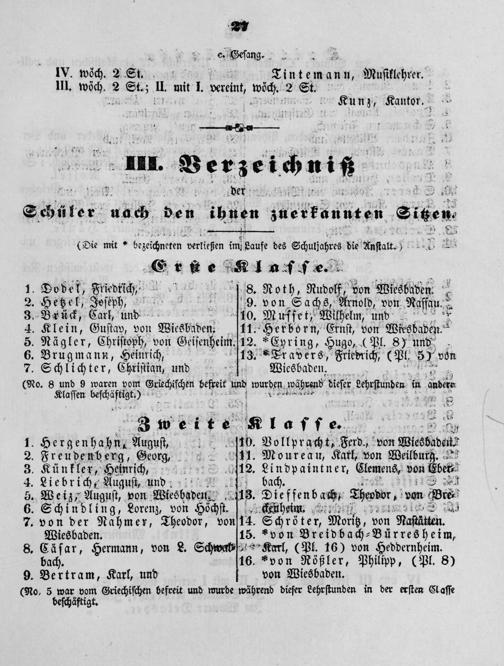 27
c. Gesang.
IV. wöch. 2 St. Tintemann, Musiklehrer.
III. wöch. 2 St.; II. mit I. vereint, wöch. 2 St.
Kunz, Kantor.
III. Verzeichniß
der
Schüler nach den ihnen zuerkannten Sitzen.
(Die mit * bezeichneten verließen im Laufe des Schuljahres die Anstalt.)
Erste Klasse.
1. Dodel, Friedrich,
2. Hetzel, Joseph,
3. Brück, Carl, und
4. Klein, Gustav, von Wiesbaden.
5. Nägler, Christoph, von Geisenheim.
6. Brugmann, Heinrich,
7. Schlichter, Christian, und
8. Roth, Rudolf, von Wiesbaden.
9. von Sachs, Arnold, von Nassau.
10. Musset, Wilhelm, und
11. Herborn, Ernst, von Wiesbaden.
12. *Eyring, Hugo, (Pl. 8) und
13. *Travers, Friedrich, (Pl. 5) von
Wiesbaden.
(No. 8 und 9 waren vom Griechischen befreit und wurden während dieser Lehrstunden in andern
Klassen beschäftigt.)
Zweite Klasse.
1. Hergenhahn, August,
2. Freudenberg, Georg,
3. Künkler, Heinrich,
4. Liebrich, August, und
5. Weiz, August, von Wiesbaden.
6. Schindling, Lorenz, von Höchst.
7. von der Nahmer, Theodor, von
Wiesbaden.
8. Cäsar, Hermann, von L. Schwal-
bach.
9. Bertram, Karl, und
10. Vollpracht, Ferd., von Wiesbaden.
11. Moureau, Karl, von Weilburg.
12. Lindpaintner, Clemens, von Eber-
bach.
13. Dieffenbach, Theodor, von Bre-
ckenheim.
14. Schröter, Moritz, von Nastätten.
15. *von Breidbach-Bürresheim,
Karl, (Pl. 16) von Heddernheim.
16. *von Rößler, Philipp, (Pl. 8)
von Wiesbaden.
(No. 5 war vom Griechischen befreit und wurde während dieser Lehrstunden in der ersten Classe
beschäftigt.